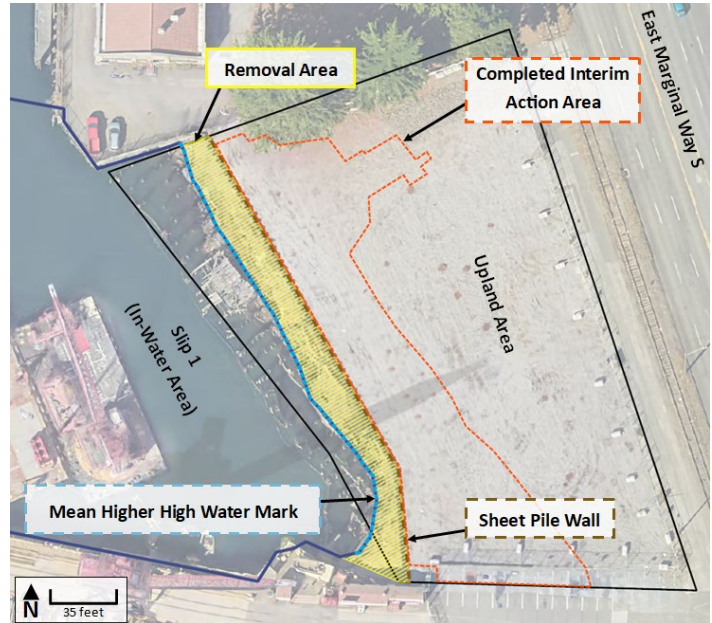 Removal Area
Completed Interim
Action Area
East Marginal Way S
Upland Area
Slip 1
(In-Water Area)
Mean Higher High Water Mark
Sheet Pile Wall
N
35 feet